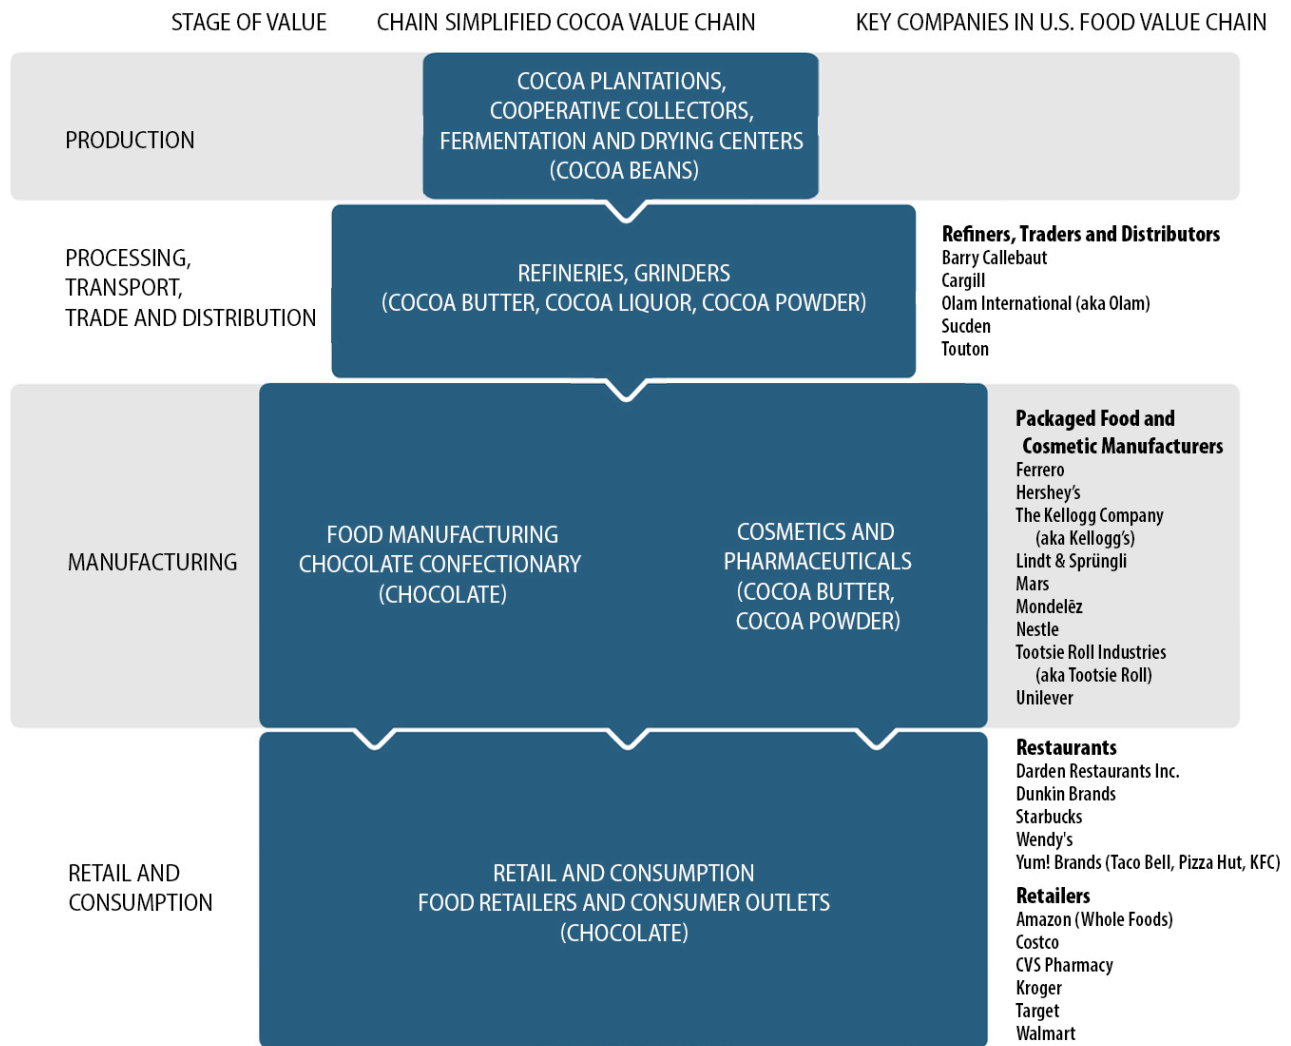 STAGE OF VALUE
CHAIN SIMPLIFIED COCOA VALUE CHAIN
KEY COMPANIES IN U.S. FOOD VALUE CHAIN
PRODUCTION
COCOA PLANTATIONS,
COOPERATIVE COLLECTORS,
FERMENTATION AND DRYING CENTERS
(COCOA BEANS)
PROCESSING,
TRANSPORT,
TRADE AND DISTRIBUTION
REFINERIES, GRINDERS
(COCOA BUTTER, COCOA LIQUOR, COCOA POWDER)
Refiners, Traders and Distributors
Barry Callebaut
Cargill
Olam International (aka Olam)
Sucden
Touton
MANUFACTURING
FOOD MANUFACTURING
CHOCOLATE CONFECTIONARY
(CHOCOLATE)
COSMETICS AND
PHARMACEUTICALS
(COCOA BUTTER,
COCOA POWDER)
Packaged Food and
Cosmetic Manufacturers
Ferrero
Hershey’s
The Kellogg Company
(aka Kellogg’s)
Lindt & Sprüngli
Mars
Mondelēz
Nestle
Tootsie Roll Industries
(aka Tootsie Roll)
Unilever
RETAIL AND
CONSUMPTION
RETAIL AND CONSUMPTION
FOOD RETAILERS AND CONSUMER OUTLETS
(CHOCOLATE)
Restaurants
Darden Restaurants Inc.
Dunkin Brands
Starbucks
Wendy's
Yum! Brands (Taco Bell, Pizza Hut, KFC)
Retailers
Amazon (Whole Foods)
Costco
CVS Pharmacy
Kroger
Target
Walmart